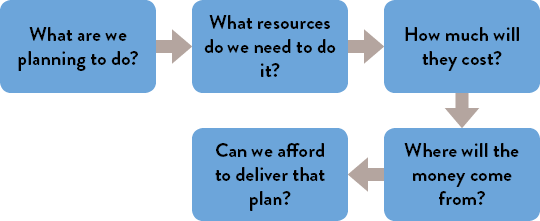 What are we
planning to do?
What resources
do we need to do
it?
How much will
they cost?
Where will the
money come
from?
Can we afford
to deliver that
plan?